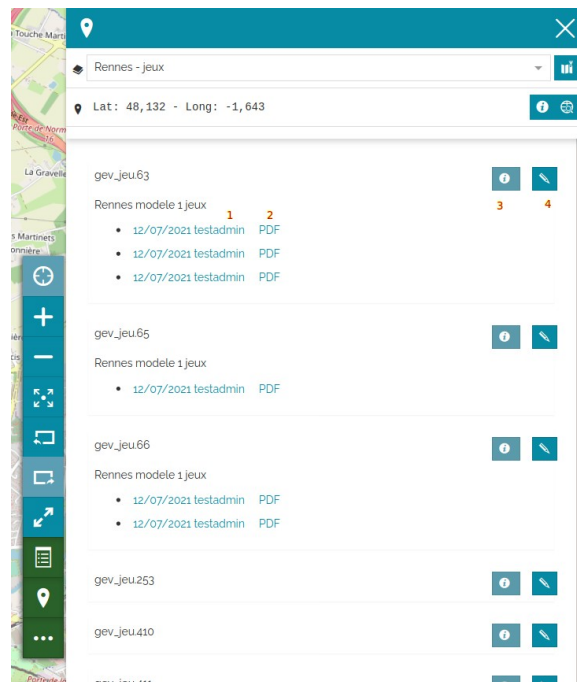 Touche Marti
Rennes - jeux
Lat: 48,132 - Long: -1,643
Porte de Norm
16
La Gravelle
gev_jeu.63
3
4
Rennes modele 1 jeux
1
2
12/07/2021 testadmin PDF
12/07/2021 testadmin PDF
12/07/2021 testadmin PDF
s Martinets
onnière
gev_jeu.65
Rennes modele 1 jeux
12/07/2021 testadmin PDF
gev_jeu.66
Rennes modele 1 jeux
12/07/2021 testadmin PDF
12/07/2021 testadmin PDF
gev_jeu.253
gev_jeu.410